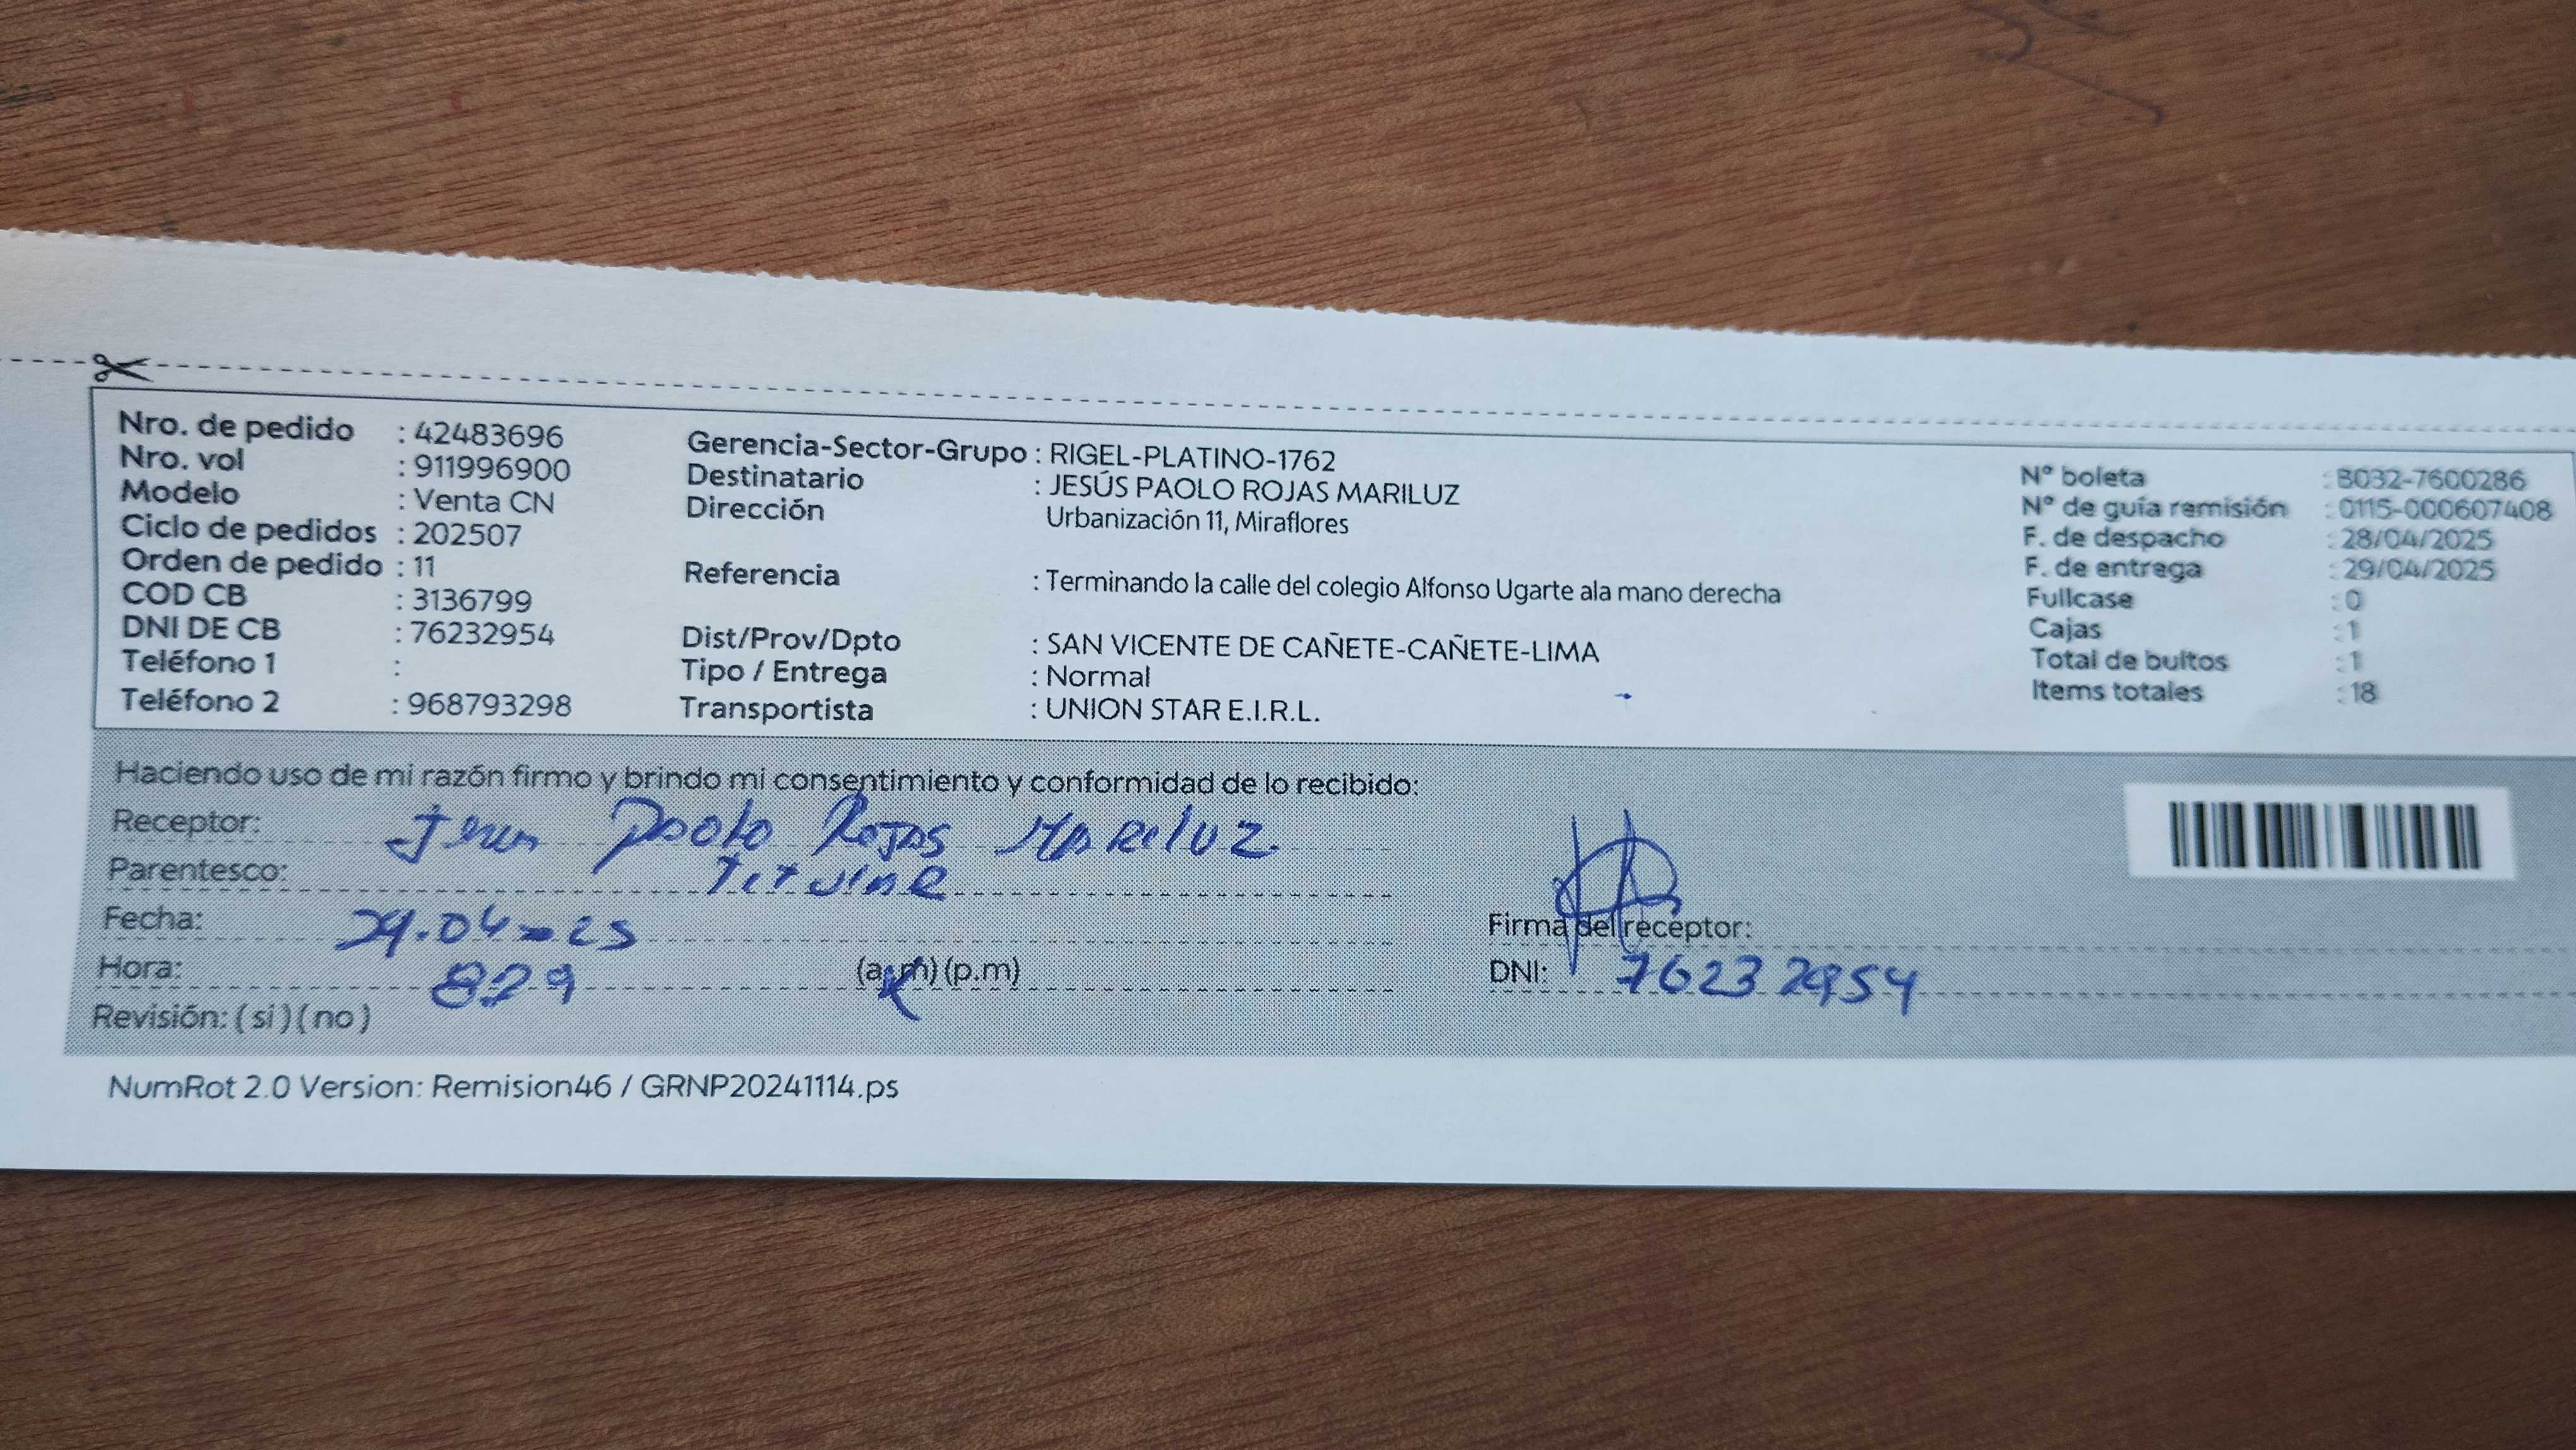 Nro. de pedido : 42483696
Nro. vol : 911996900
Modelo : Venta CN
Ciclo de pedidos : 202507
Orden de pedido : 11
COD CB : 3136799
DNI DE CB : 76232954
Teléfono 1 :
Teléfono 2 : 968793298
Gerencia-Sector-Grupo : RIGEL-PLATINO-1762
Destinatario : JESÚS PAOLO ROJAS MARILUZ
Dirección Urbanización 11, Miraflores
Referencia : Terminando la calle del colegio Alfonso Ugarte ala mano derecha
Dist/Prov/Dpto : SAN VICENTE DE CAÑETE-CAÑETE-LIMA
Tipo / Entrega : Normal
Transportista : UNION STAR E.I.R.L.
N° boleta : B032-7600286
N° de guía remisión : 0115-000607408
F. de despacho : 28/04/2025
F. de entrega : 29/04/2025
Fullcase : 0
Cajas : 1
Total de bultos : 1
Items totales : 18
Haciendo uso de mi razón firmo y brindo mi consentimiento y conformidad de lo recibido:
Receptor: Paolo Rojas Mariluz
Parentesco:
Fecha: 29.04-25
Hora: 829 (a.m) (p.m)
Revisión: (si) (no)
Firma del receptor:
DNI: 76232954
NumRot 2.0 Version: Remision46 / GRNP20241114.ps